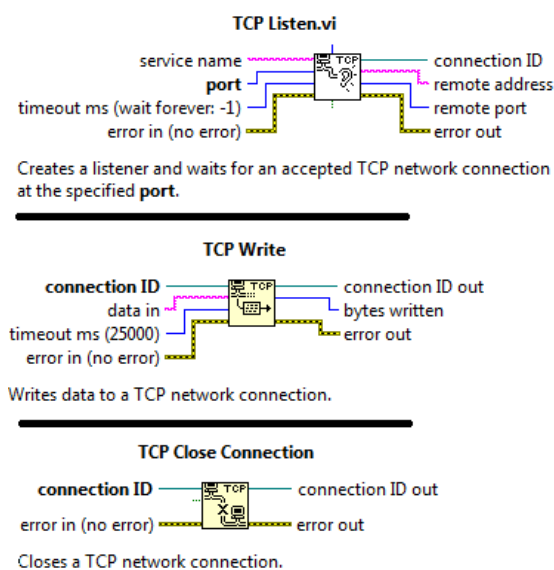 TCP Listen.vi
service name
connection ID
port
remote address
timeout ms (wait forever: -1)
remote port
error in (no error)
error out
TCP
Creates a listener and waits for an accepted TCP network connection
at the specified port.
TCP Write
connection ID
connection ID out
data in
bytes written
timeout ms (25000)
error out
error in (no error)
TCP
Writes data to a TCP network connection.
TCP Close Connection
connection ID
connection ID out
error in (no error)
error out
TCP
Closes a TCP network connection.